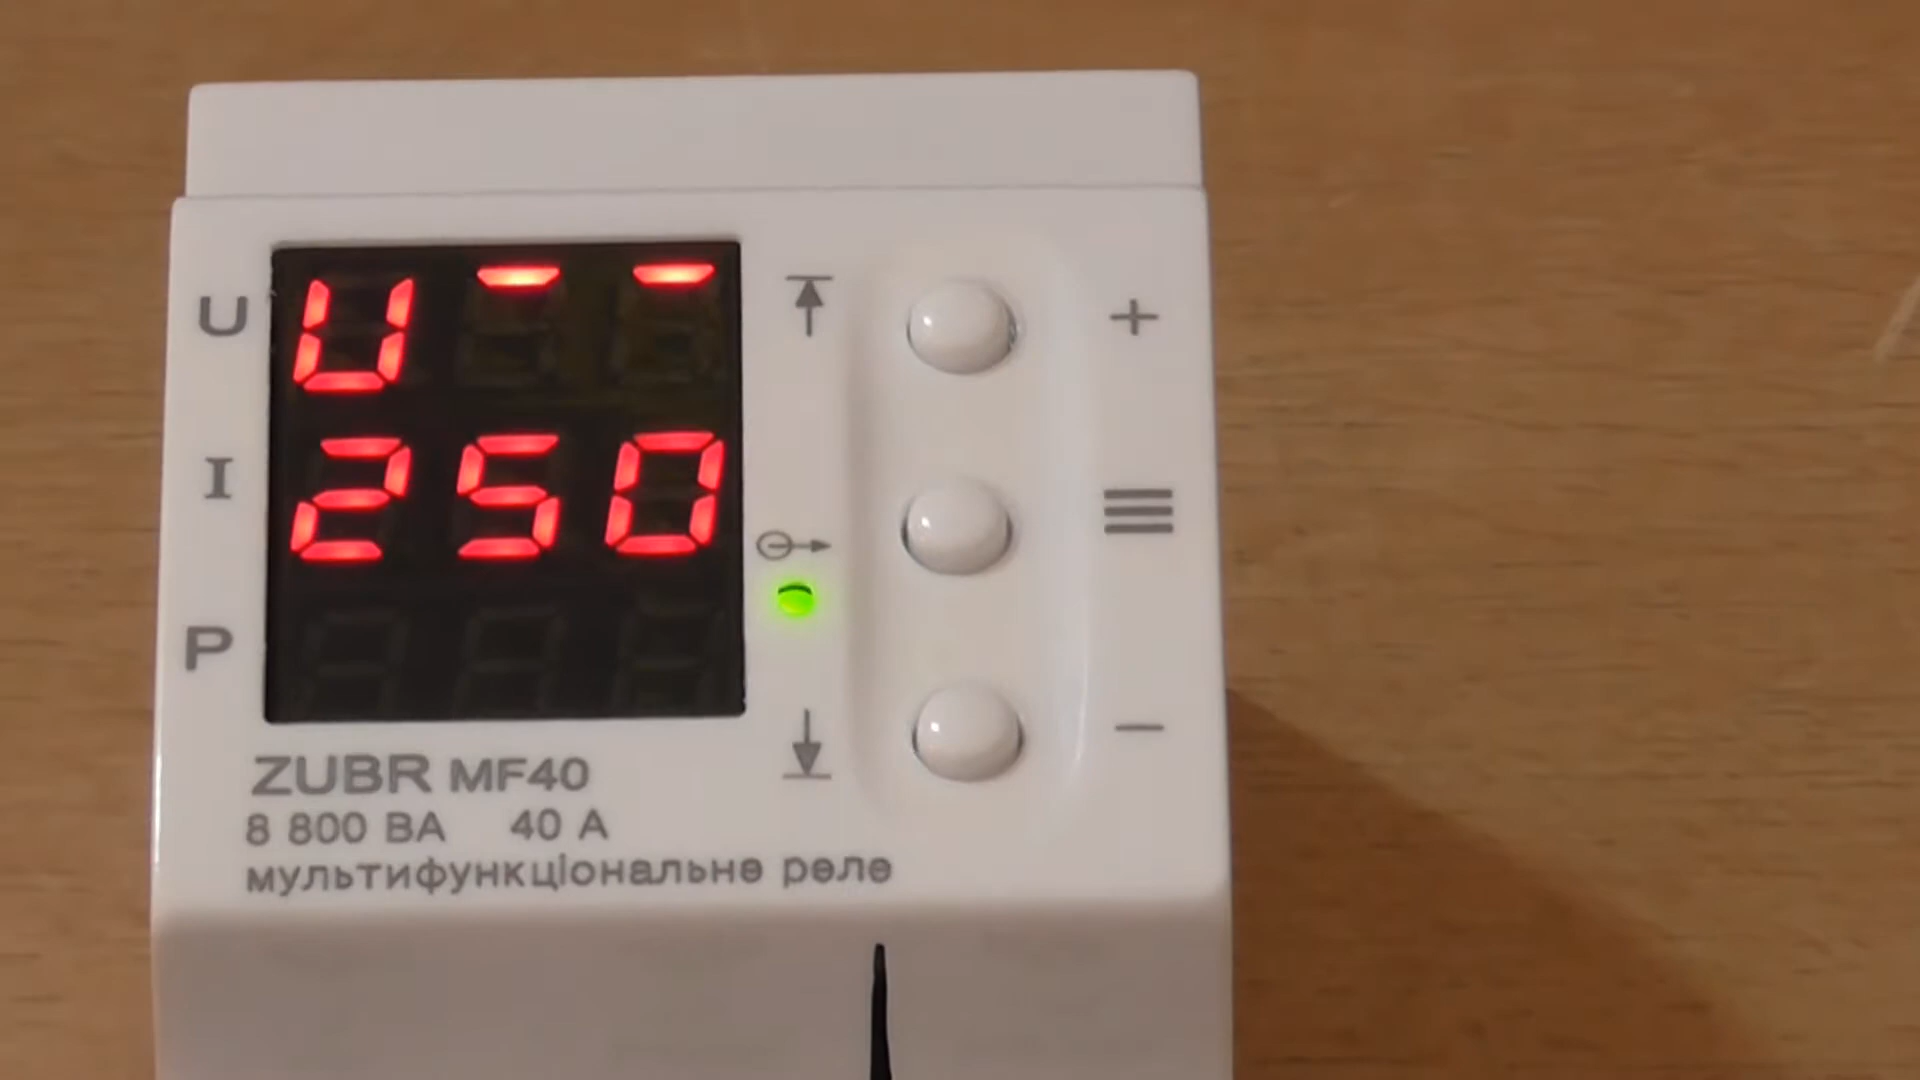 U U ¯ ¯
I 250
P
+
−
ZUBR MF40
8 800 ВА 40 А
мультифункціональне реле